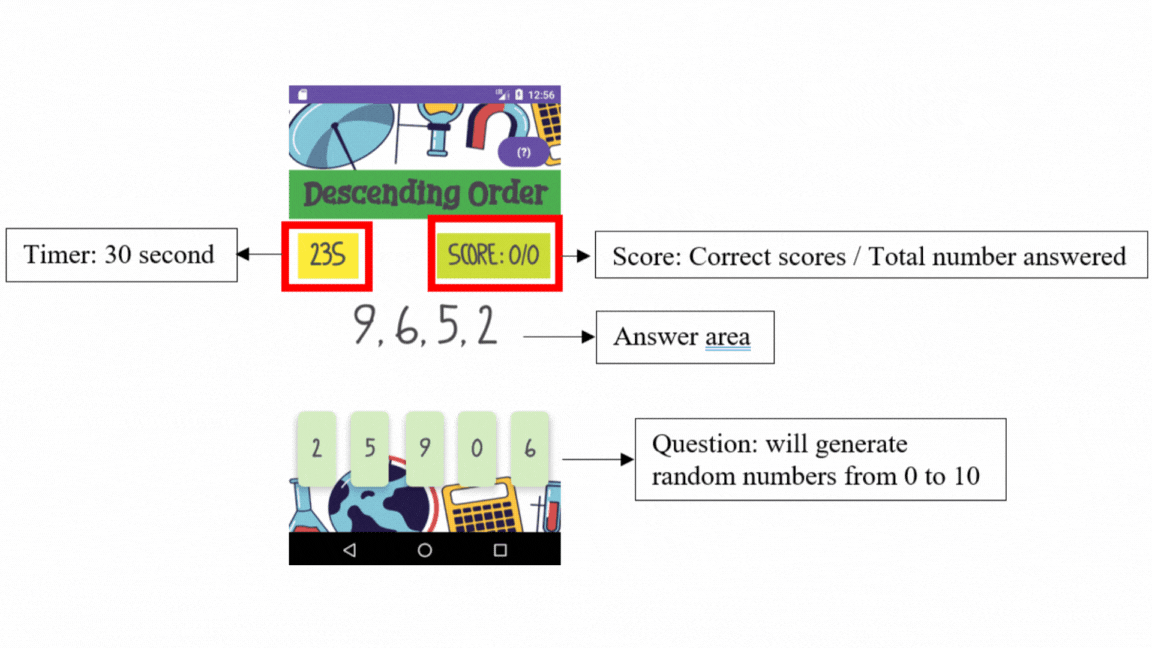 12:56
(?)
Descending Order
Timer: 30 second
23S
SCORE: 0/0
Score: Correct scores / Total number answered
9, 6, 5, 2
Answer area
2 5 9 0 6
Question: will generate
random numbers from 0 to 10